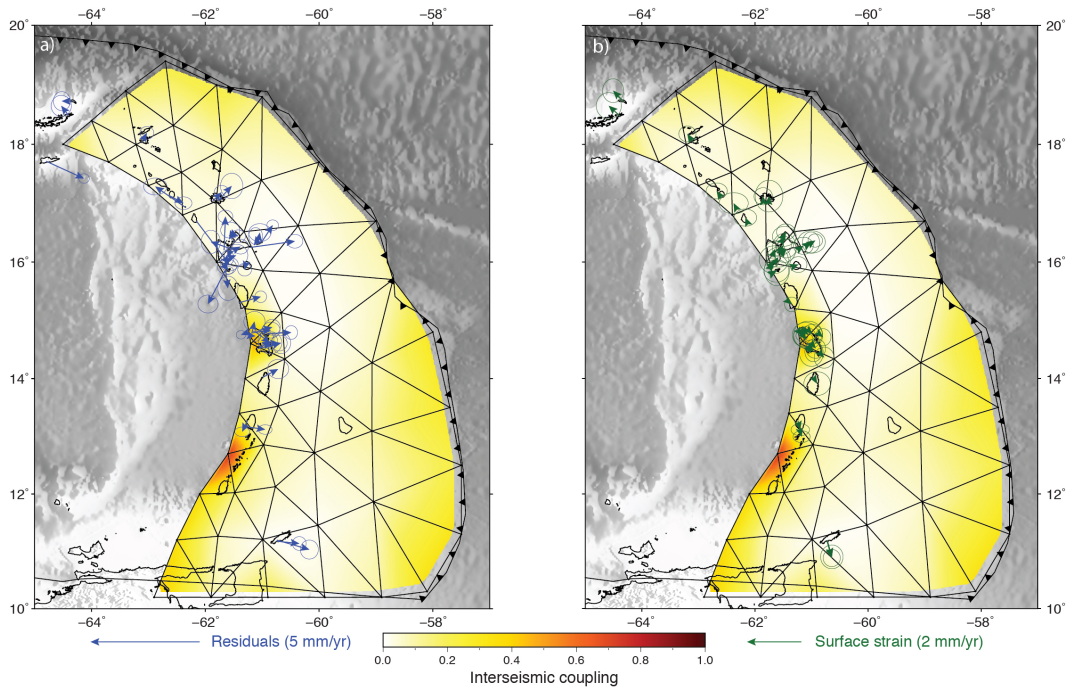 −64° −62° −60° −58° −64° −62° −60° −58°
20° a) b) 20°
18° 18°
16° 16°
14° 14°
12° 12°
10° 10°
−64° −62° −60° −58° −64° −62° −60° −58°
Residuals (5 mm/yr) Surface strain (2 mm/yr)
0.0 0.2 0.4 0.6 0.8 1.0
Interseismic coupling